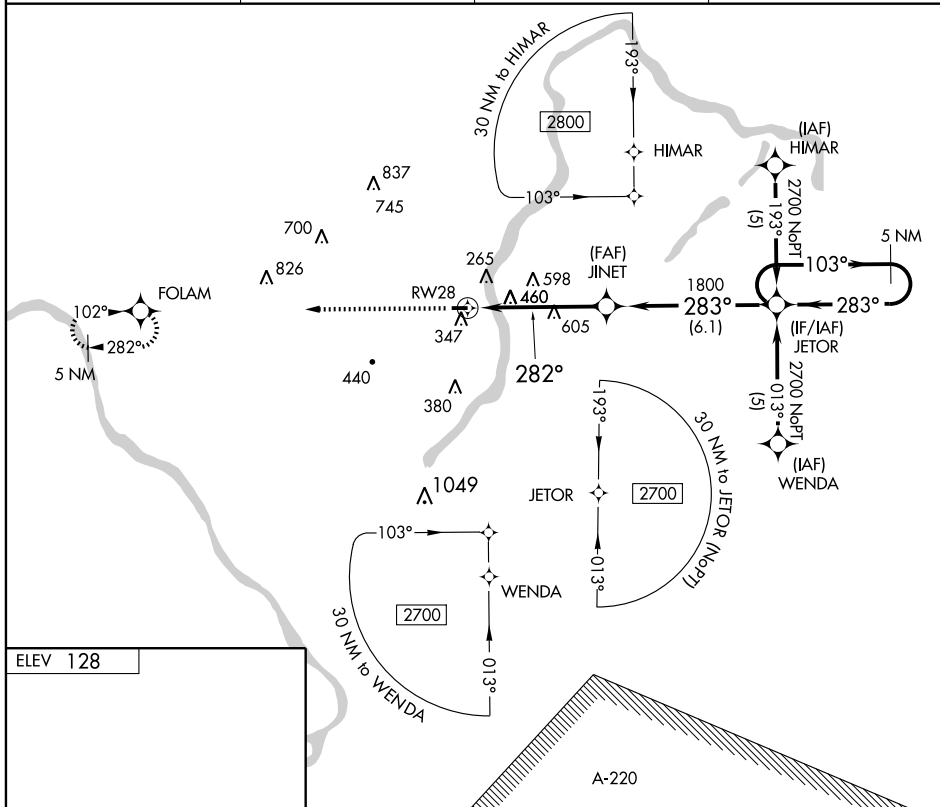 30 NM to HIMAR
193°
2800
HIMAR
103°
(IAF)
HIMAR
2700 NoPT
193°
(5)
5 NM
103°
837
745
700
826
265
598
(FAF)
JINET
RW28
460
347
605
1800
283°
(6.1)
283°
(IF/IAF)
JETOR
FOLAM
102°
282°
5 NM
282°
440
380
2700 NoPT
013°
(5)
(IAF)
WENDA
193°
30 NM to JETOR (NoPT)
JETOR
2700
013°
1049
103°
WENDA
2700
30 NM to WENDA
013°
ELEV 128
A-220